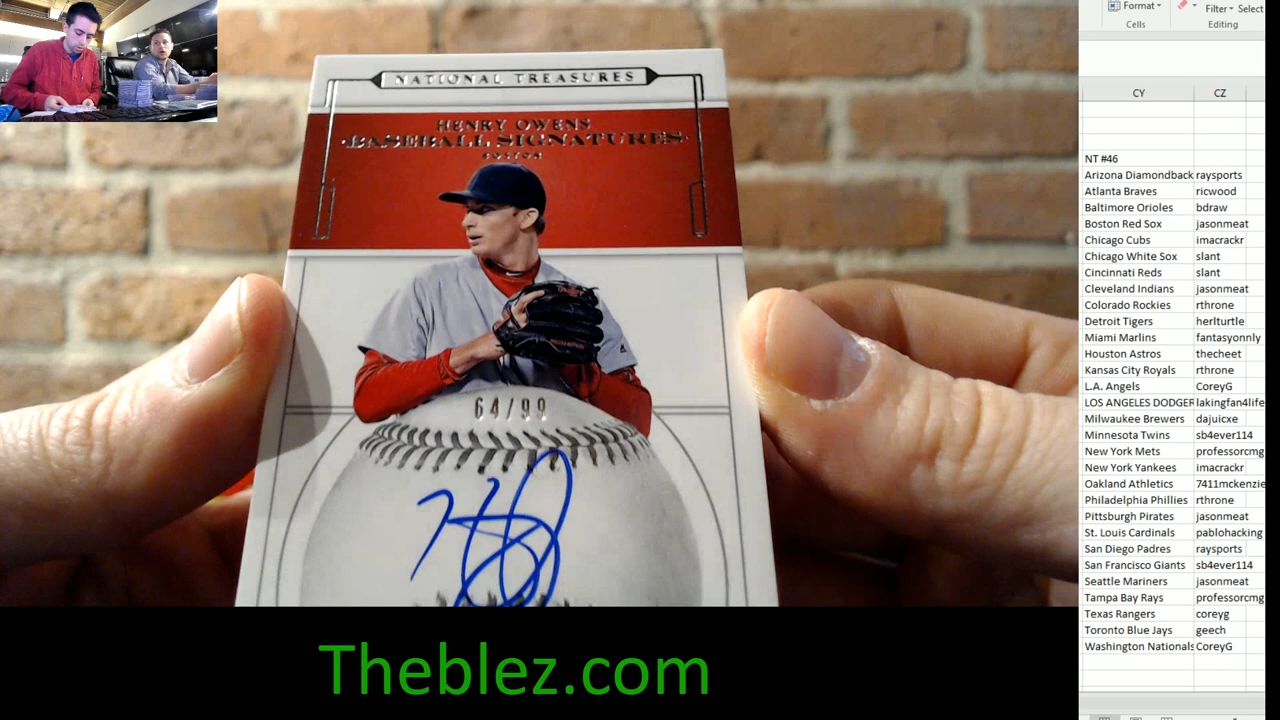 NATIONAL TREASURES
HENRY OWENS
BASEBALL SIGNATURES
BOSTON
64/99
Theblez.com
Format
Filter
Select
Cells
Editing
CY CZ
NT #46
Arizona Diamondback raysports
Atlanta Braves ricwood
Baltimore Orioles bdraw
Boston Red Sox jasonmeat
Chicago Cubs imacrackr
Chicago White Sox slant
Cincinnati Reds slant
Cleveland Indians jasonmeat
Colorado Rockies rthrone
Detroit Tigers herlturtle
Miami Marlins fantasyonnly
Houston Astros thecheet
Kansas City Royals rthrone
L.A. Angels CoreyG
LOS ANGELES DODGER lakingfan4life
Milwaukee Brewers dajuicxe
Minnesota Twins sb4ever114
New York Mets professorcmg
New York Yankees imacrackr
Oakland Athletics 7411mckenzie
Philadelphia Phillies rthrone
Pittsburgh Pirates jasonmeat
St. Louis Cardinals pablohacking
San Diego Padres raysports
San Francisco Giants sb4ever114
Seattle Mariners jasonmeat
Tampa Bay Rays professorcmg
Texas Rangers coreyg
Toronto Blue Jays geech
Washington Nationals CoreyG